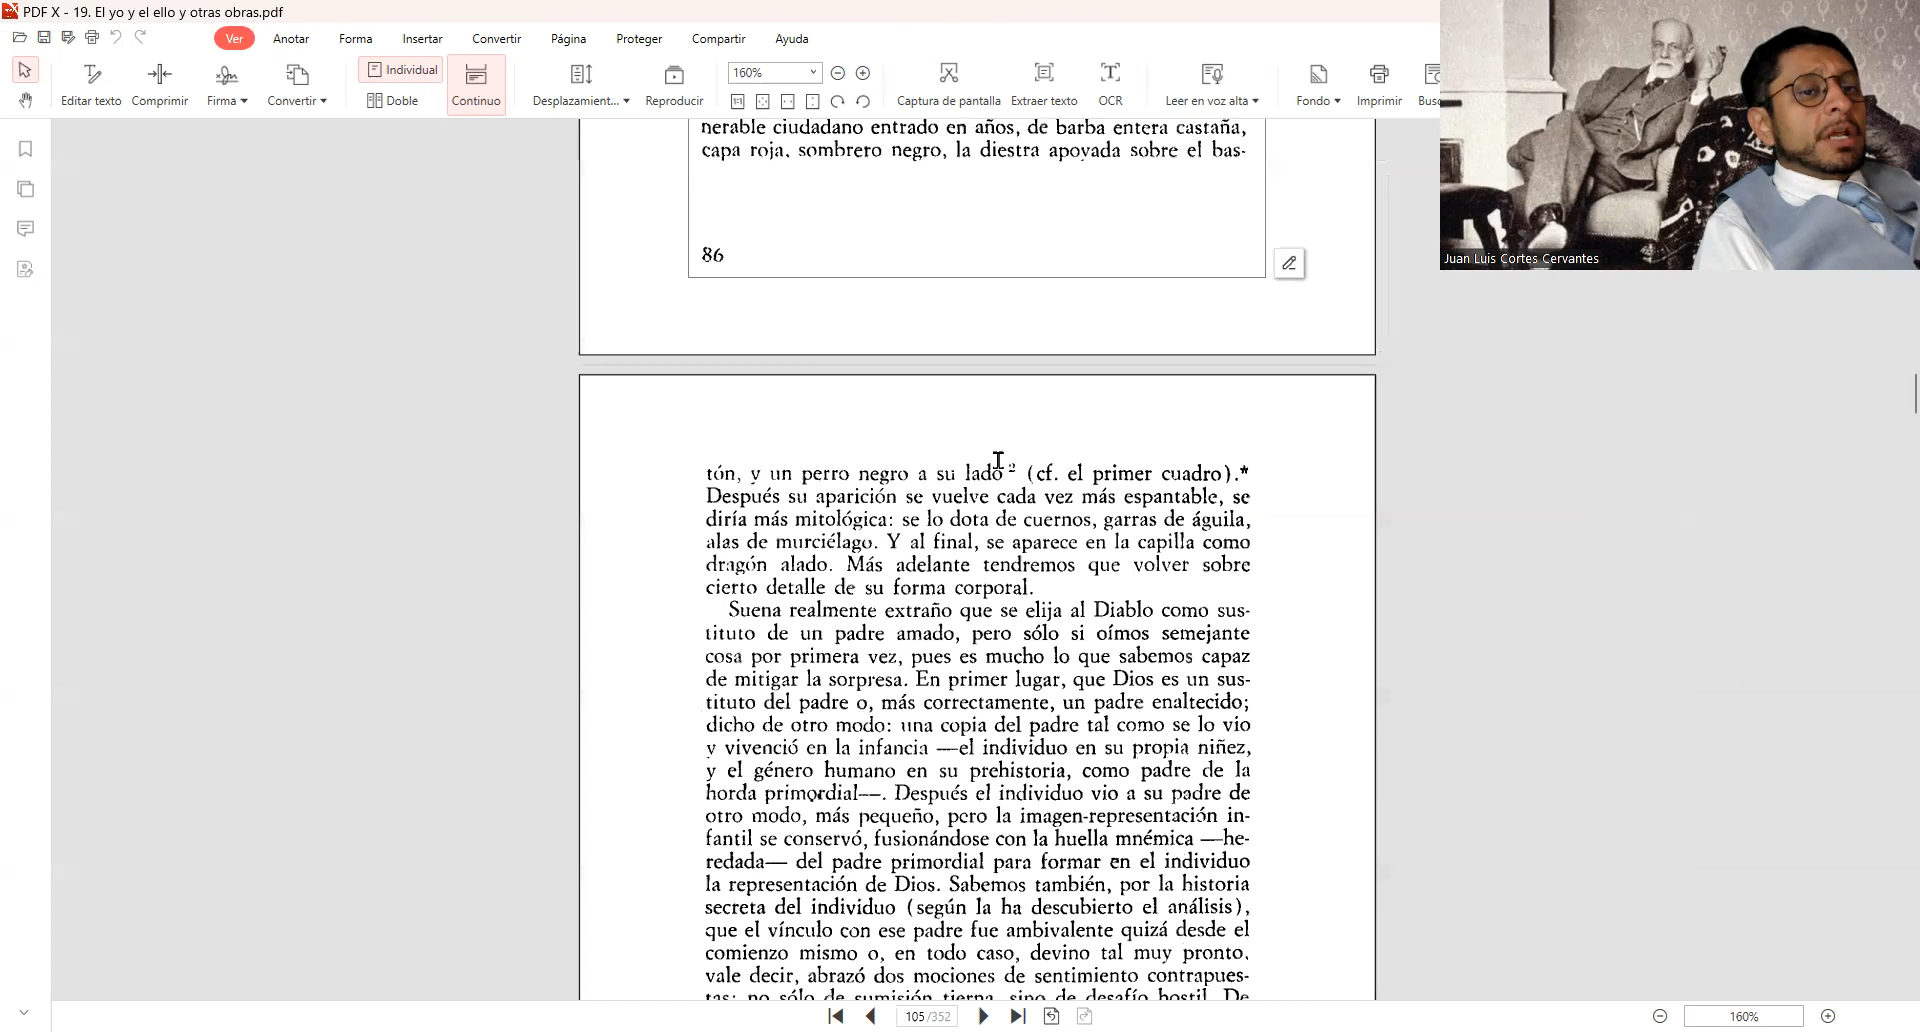 PDF X - 19. El yo y el ello y otras obras.pdf
Ver Anotar Forma Insertar Convertir Página Proteger Compartir Ayuda
Editar texto Comprimir Firma Convertir Individual Doble Continuo Desplazamient... Reproducir 160% Captura de pantalla Extraer texto OCR Leer en voz alta Fondo Imprimir Busc
Juan Luis Cortes Cervantes
nerable ciudadano entrado en años, de barba entera castaña,
capa roja, sombrero negro, la diestra apoyada sobre el bas-
86
tón, y un perro negro a su lado ² (cf. el primer cuadro).*
Después su aparición se vuelve cada vez más espantable, se
diría más mitológica: se lo dota de cuernos, garras de águila,
alas de murciélago. Y al final, se aparece en la capilla como
dragón alado. Más adelante tendremos que volver sobre
cierto detalle de su forma corporal.
Suena realmente extraño que se elija al Diablo como sus-
tituto de un padre amado, pero sólo si oímos semejante
cosa por primera vez, pues es mucho lo que sabemos capaz
de mitigar la sorpresa. En primer lugar, que Dios es un sus-
tituto del padre o, más correctamente, un padre enaltecido;
dicho de otro modo: una copia del padre tal como se lo vio
y vivenció en la infancia —el individuo en su propia niñez,
y el género humano en su prehistoria, como padre de la
horda primordial—. Después el individuo vio a su padre de
otro modo, más pequeño, pero la imagen-representación in-
fantil se conservó, fusionándose con la huella mnémica —he-
redada— del padre primordial para formar en el individuo
la representación de Dios. Sabemos también, por la historia
secreta del individuo (según la ha descubierto el análisis),
que el vínculo con ese padre fue ambivalente quizá desde el
comienzo mismo o, en todo caso, devino tal muy pronto,
vale decir, abrazó dos mociones de sentimiento contrapues-
tas: no sólo de sumisión tierna, sino de desafío hostil. De
105 /352
160%